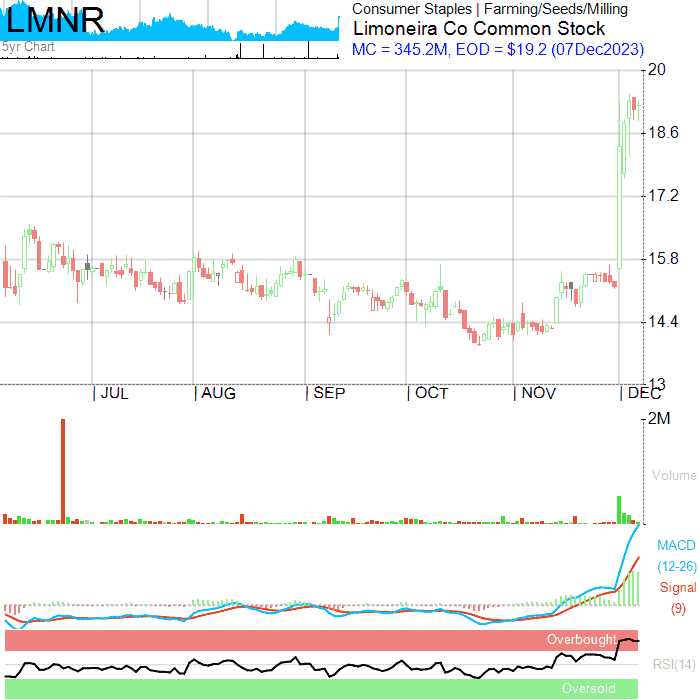 LMNR
5yr Chart
Consumer Staples | Farming/Seeds/Milling
Limoneira Co Common Stock
MC = 345.2M, EOD = $19.2 (07Dec2023)
20
18.6
17.2
15.8
14.4
13
JUL
AUG
SEP
OCT
NOV
DEC
2M
Volume
MACD
(12-26)
Signal
(9)
Overbought
RSI(14)
Oversold